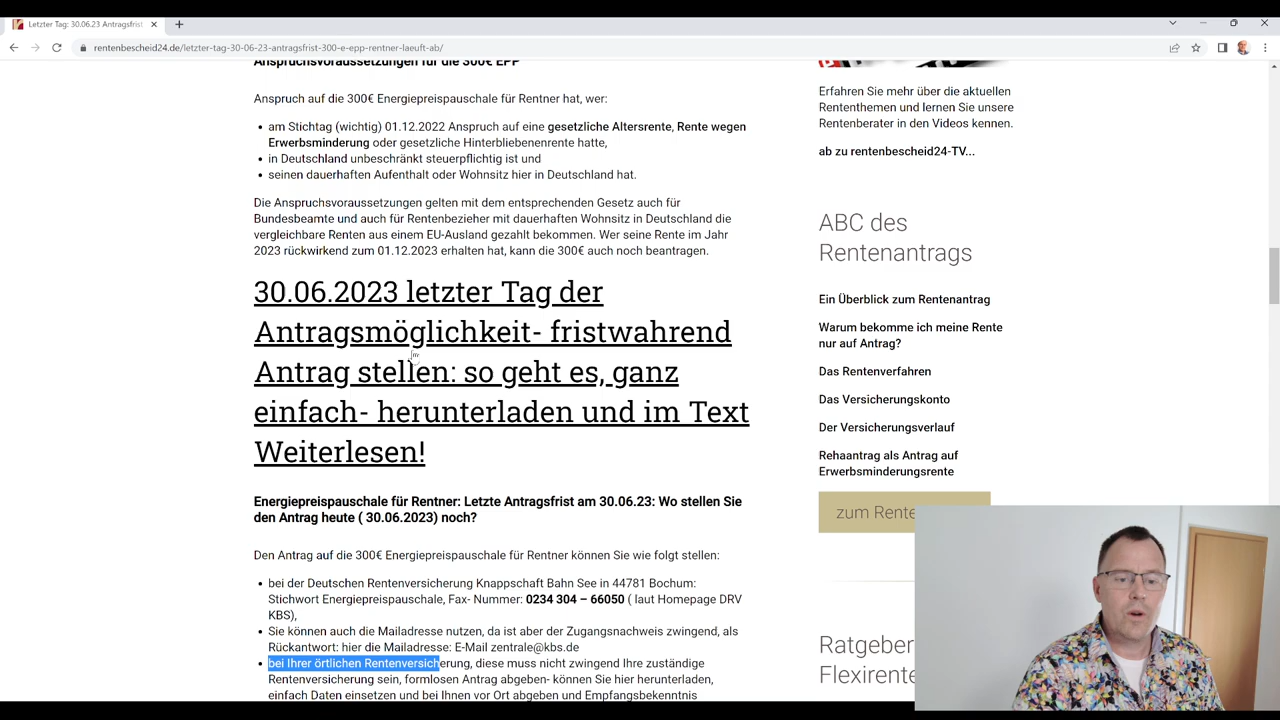 Letzter Tag: 30.06.23 Antragsfrist
rentenbescheid24.de/letzter-tag-30-06-23-antragsfrist-300-e-epp-rentner-laeuft-ab/
Anspruchsvoraussetzungen für die 300€ EPP
Anspruch auf die 300€ Energiepreispauschale für Rentner hat, wer:
am Stichtag (wichtig) 01.12.2022 Anspruch auf eine gesetzliche Altersrente, Rente wegen
Erwerbsminderung oder gesetzliche Hinterbliebenenrente hatte,
in Deutschland unbeschränkt steuerpflichtig ist und
seinen dauerhaften Aufenthalt oder Wohnsitz hier in Deutschland hat.
Die Anspruchsvoraussetzungen gelten mit dem entsprechenden Gesetz auch für
Bundesbeamte und auch für Rentenbezieher mit dauerhaften Wohnsitz in Deutschland die
vergleichbare Renten aus einem EU-Ausland gezahlt bekommen. Wer seine Rente im Jahr
2023 rückwirkend zum 01.12.2023 erhalten hat, kann die 300€ auch noch beantragen.
30.06.2023 letzter Tag der
Antragsmöglichkeit- fristwahrend
Antrag stellen: so geht es, ganz
einfach- herunterladen und im Text
Weiterlesen!
Energiepreispauschale für Rentner: Letzte Antragsfrist am 30.06.23: Wo stellen Sie
den Antrag heute ( 30.06.2023) noch?
Den Antrag auf die 300€ Energiepreispauschale für Rentner können Sie wie folgt stellen:
bei der Deutschen Rentenversicherung Knappschaft Bahn See in 44781 Bochum:
Stichwort Energiepreispauschale, Fax- Nummer: 0234 304 – 66050 ( laut Homepage DRV
KBS),
Sie können auch die Mailadresse nutzen, da ist aber der Zugangsnachweis zwingend, als
Rückantwort: hier die Mailadresse: E-Mail zentrale@kbs.de
bei Ihrer örtlichen Rentenversicherung, diese muss nicht zwingend Ihre zuständige
Rentenversicherung sein, formlosen Antrag abgeben- können Sie hier herunterladen,
einfach Daten einsetzen und bei Ihnen vor Ort abgeben und Empfangsbekenntnis
Erfahren Sie mehr über die aktuellen
Rententhemen und lernen Sie unsere
Rentenberater in den Videos kennen.
ab zu rentenbescheid24-TV...
ABC des
Rentenantrags
Ein Überblick zum Rentenantrag
Warum bekomme ich meine Rente
nur auf Antrag?
Das Rentenverfahren
Das Versicherungskonto
Der Versicherungsverlauf
Rehaantrag als Antrag auf
Erwerbsminderungsrente
zum Rente
Ratgeber
Flexirente